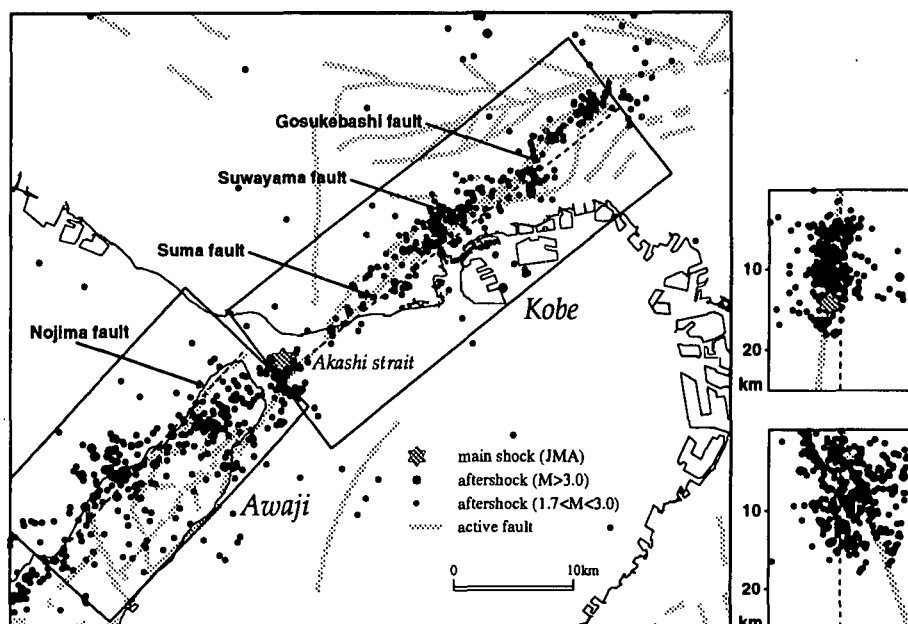 Gosukebashi fault
Suwayama fault
Suma fault
Kobe
Nojima fault
Akashi strait
main shock (JMA)
aftershock (M>3.0)
aftershock (1.7<M<3.0)
active fault
Awaji
0 10km
10
20
km
10
20
km